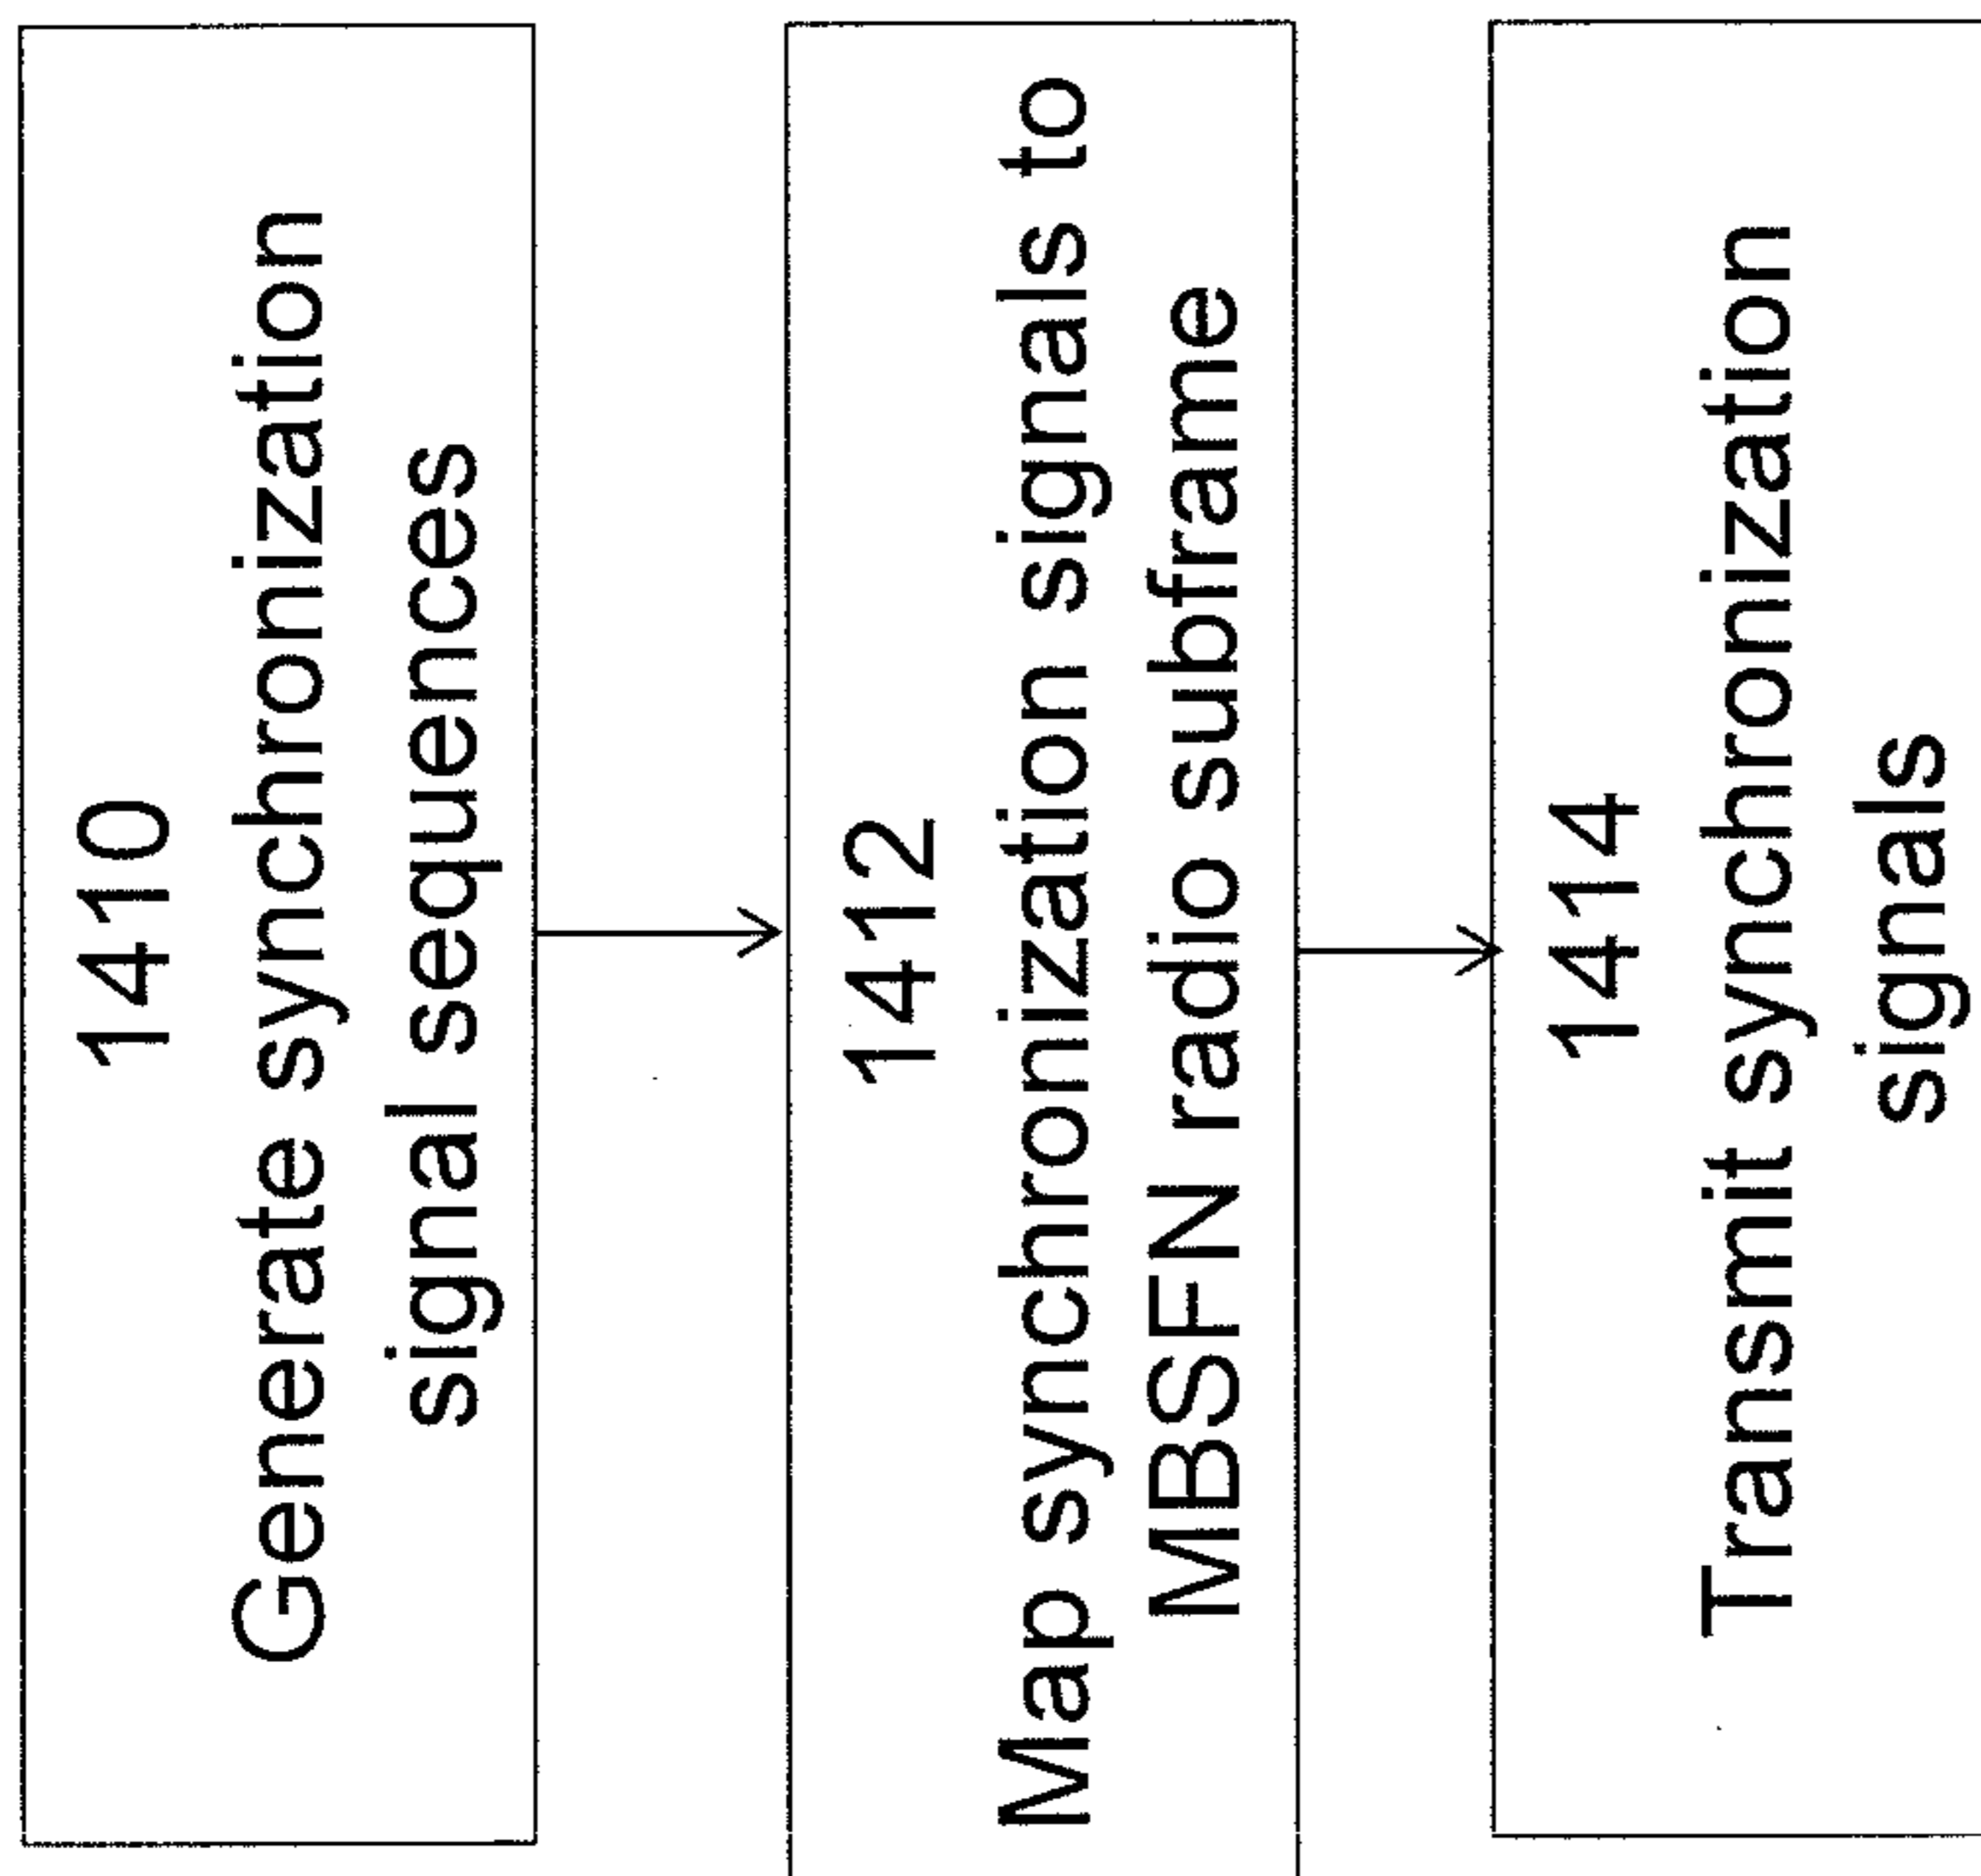 1410
Generate synchronization
signal sequences
1412
Map synchronization signals to
MBSFN radio subframe
1414
Transmit synchronization
signals